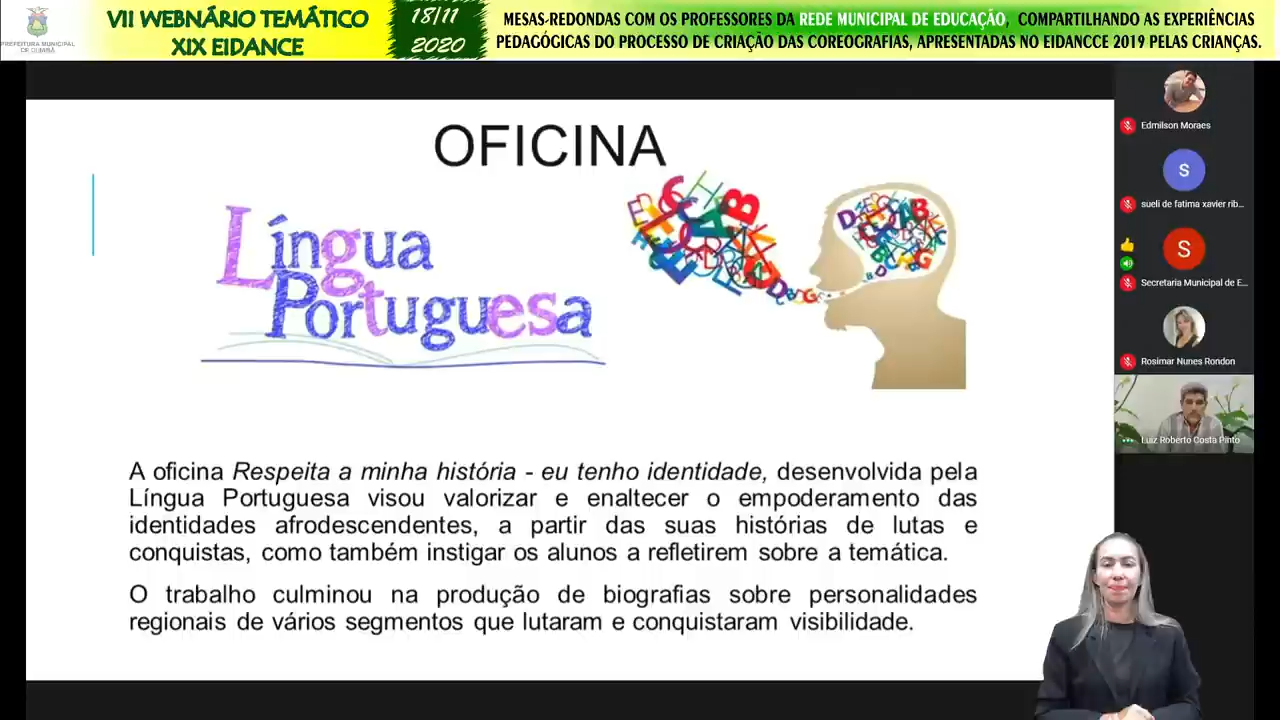 PREFEITURA MUNICIPAL
DE CUIABÁ
VII WEBNÁRIO TEMÁTICO
XIX EIDANCE
18/11
2020
MESAS-REDONDAS COM OS PROFESSORES DA REDE MUNICIPAL DE EDUCAÇÃO, COMPARTILHANDO AS EXPERIÊNCIAS
PEDAGÓGICAS DO PROCESSO DE CRIAÇÃO DAS COREOGRAFIAS, APRESENTADAS NO EIDANCCE 2019 PELAS CRIANÇAS.
OFICINA
Língua
Portuguesa
A oficina Respeita a minha história - eu tenho identidade, desenvolvida pela
Língua Portuguesa visou valorizar e enaltecer o empoderamento das
identidades afrodescendentes, a partir das suas histórias de lutas e
conquistas, como também instigar os alunos a refletirem sobre a temática.
O trabalho culminou na produção de biografias sobre personalidades
regionais de vários segmentos que lutaram e conquistaram visibilidade.
Edmilson Moraes
S
sueli de fatima xavier rib...
S
Secretaria Municipal de E...
Rosimar Nunes Rondon
Luiz Roberto Costa Pinto